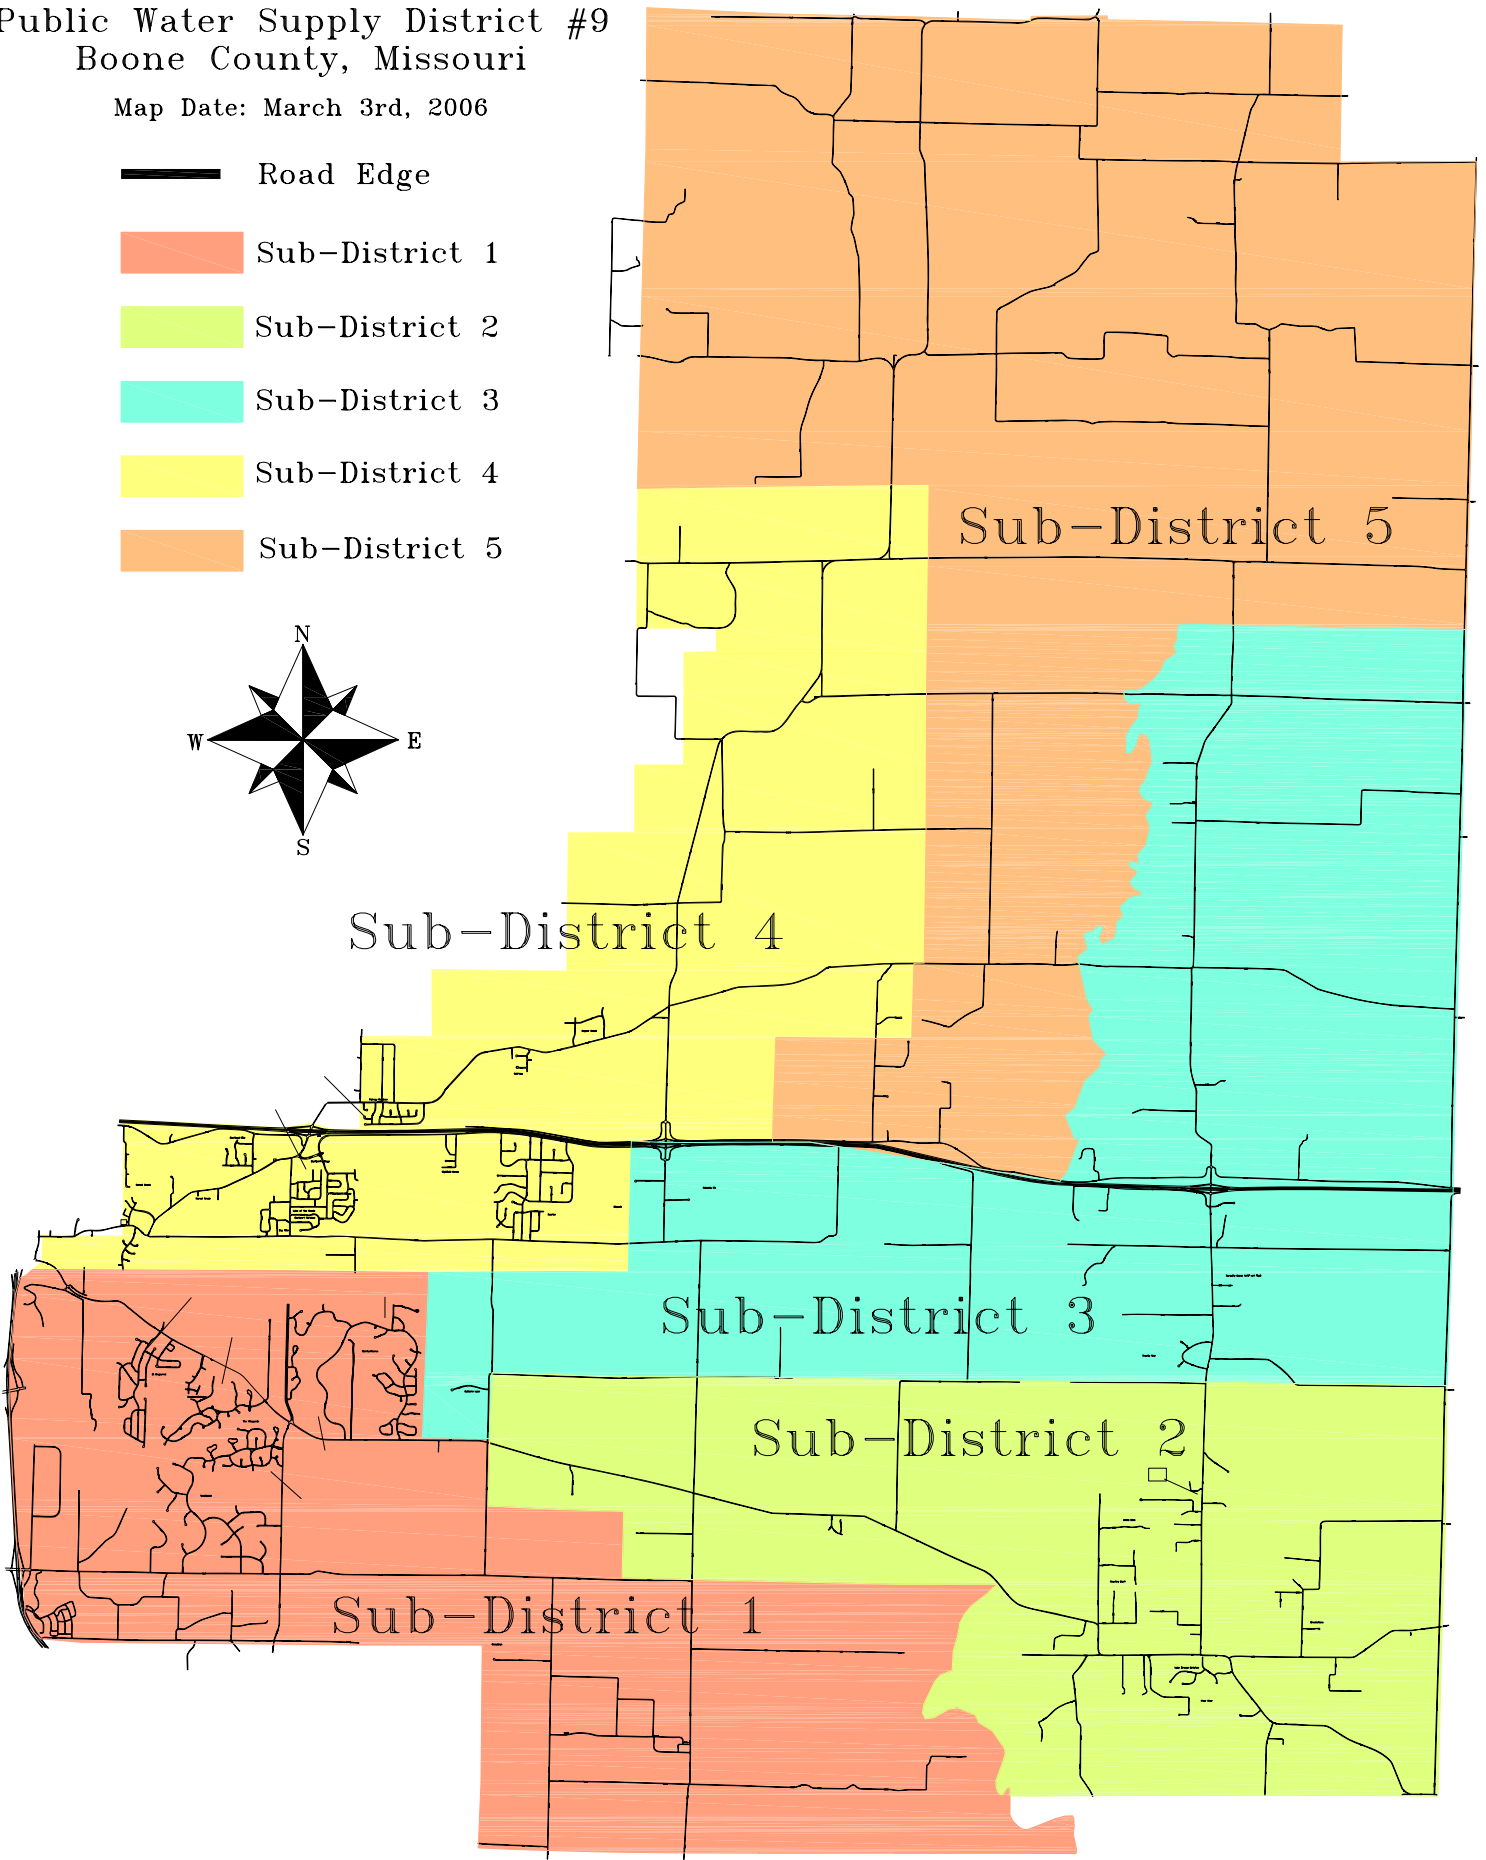 Public Water Supply District #9
Boone County, Missouri
Map Date: March 3rd, 2006
Road Edge
Sub-District 1
Sub-District 2
Sub-District 3
Sub-District 4
Sub-District 5
N
W
E
S
Sub-District 5
Sub-District 4
Sub-District 3
Sub-District 2
Sub-District 1